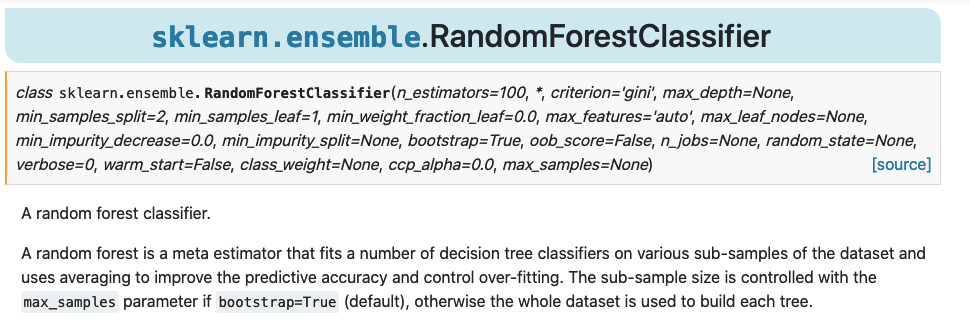 sklearn.ensemble.RandomForestClassifier
class sklearn.ensemble.RandomForestClassifier(n_estimators=100, *, criterion='gini', max_depth=None,
min_samples_split=2, min_samples_leaf=1, min_weight_fraction_leaf=0.0, max_features='auto', max_leaf_nodes=None,
min_impurity_decrease=0.0, min_impurity_split=None, bootstrap=True, oob_score=False, n_jobs=None, random_state=None,
verbose=0, warm_start=False, class_weight=None, ccp_alpha=0.0, max_samples=None) [source]
A random forest classifier.
A random forest is a meta estimator that fits a number of decision tree classifiers on various sub-samples of the dataset and
uses averaging to improve the predictive accuracy and control over-fitting. The sub-sample size is controlled with the
max_samples parameter if bootstrap=True (default), otherwise the whole dataset is used to build each tree.